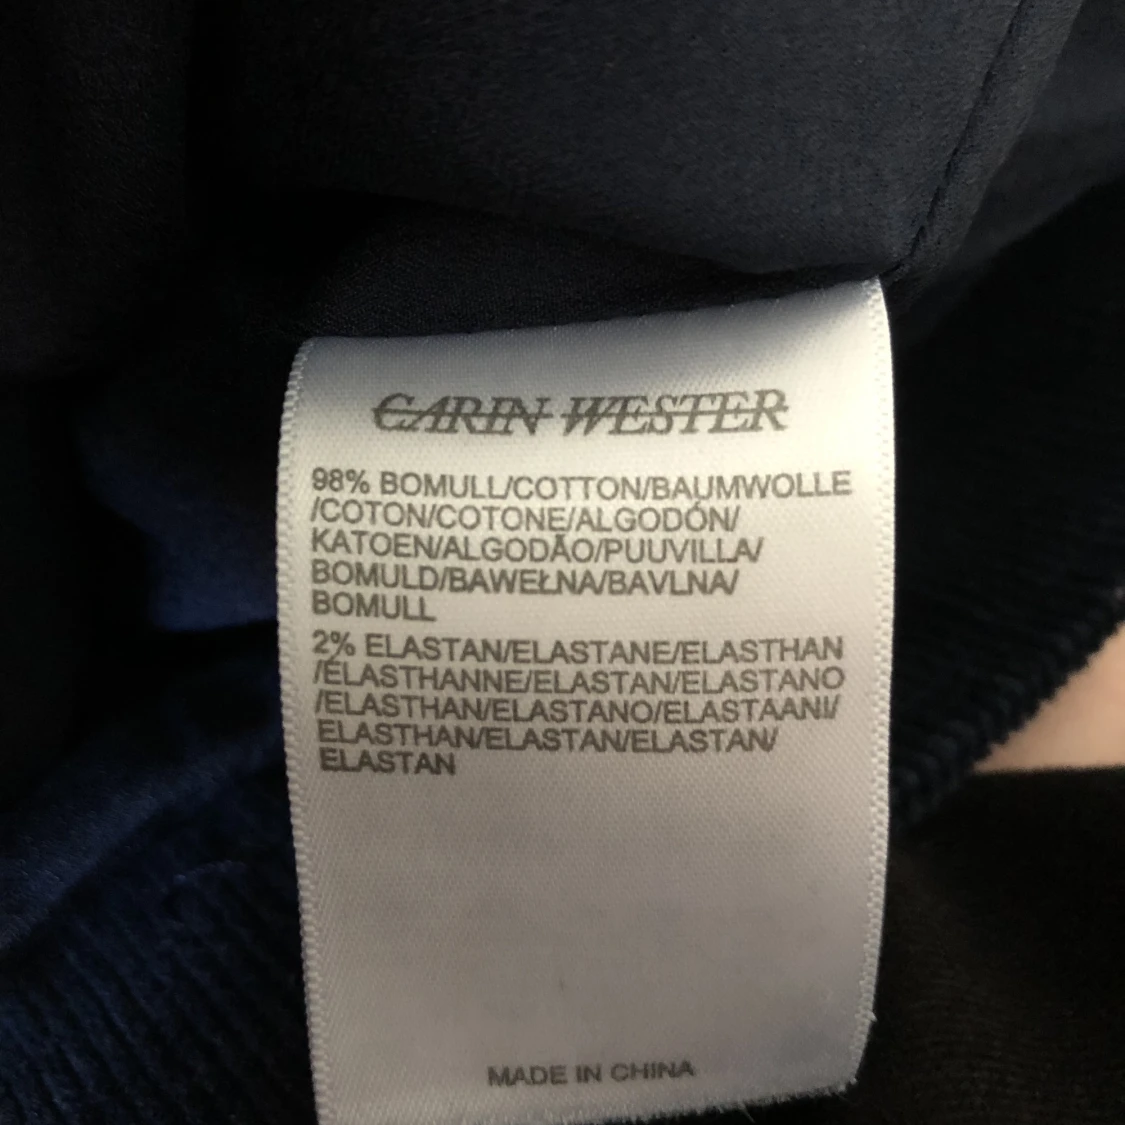 CARIN WESTER
98% BOMULL/COTTON/BAUMWOLLE
/COTON/COTONE/ALGODÓN/
KATOEN/ALGODÃO/PUUVILLA/
BOMULD/BAWEŁNA/BAVLNA/
BOMULL
2% ELASTAN/ELASTANE/ELASTHAN
/ÉLASTHANNE/ELASTAN/ELASTANO
/ELASTHAN/ELASTANO/ELASTAANI/
ELASTHAN/ELASTAN/ELASTAN/
ELASTAN
MADE IN CHINA